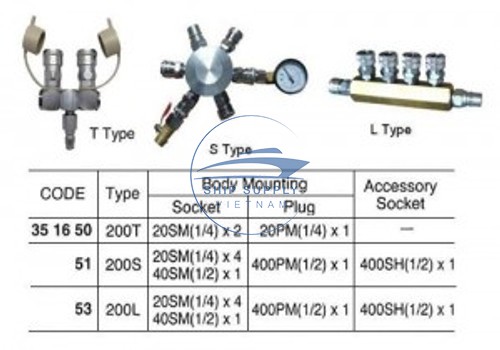 T Type
S Type
L Type
SHIP SUPPLY
VIETNAM
CODE Type Body Mounting Accessory Socket
Socket Plug
35 16 50 200T 20SM(1/4) x 2 20PM(1/4) x 1 —
51 200S 20SM(1/4) x 4 400PM(1/2) x 1 400SH(1/2) x 1
40SM(1/2) x 1
53 200L 20SM(1/4) x 4 400PM(1/2) x 1 400SH(1/2) x 1
40SM(1/2) x 1